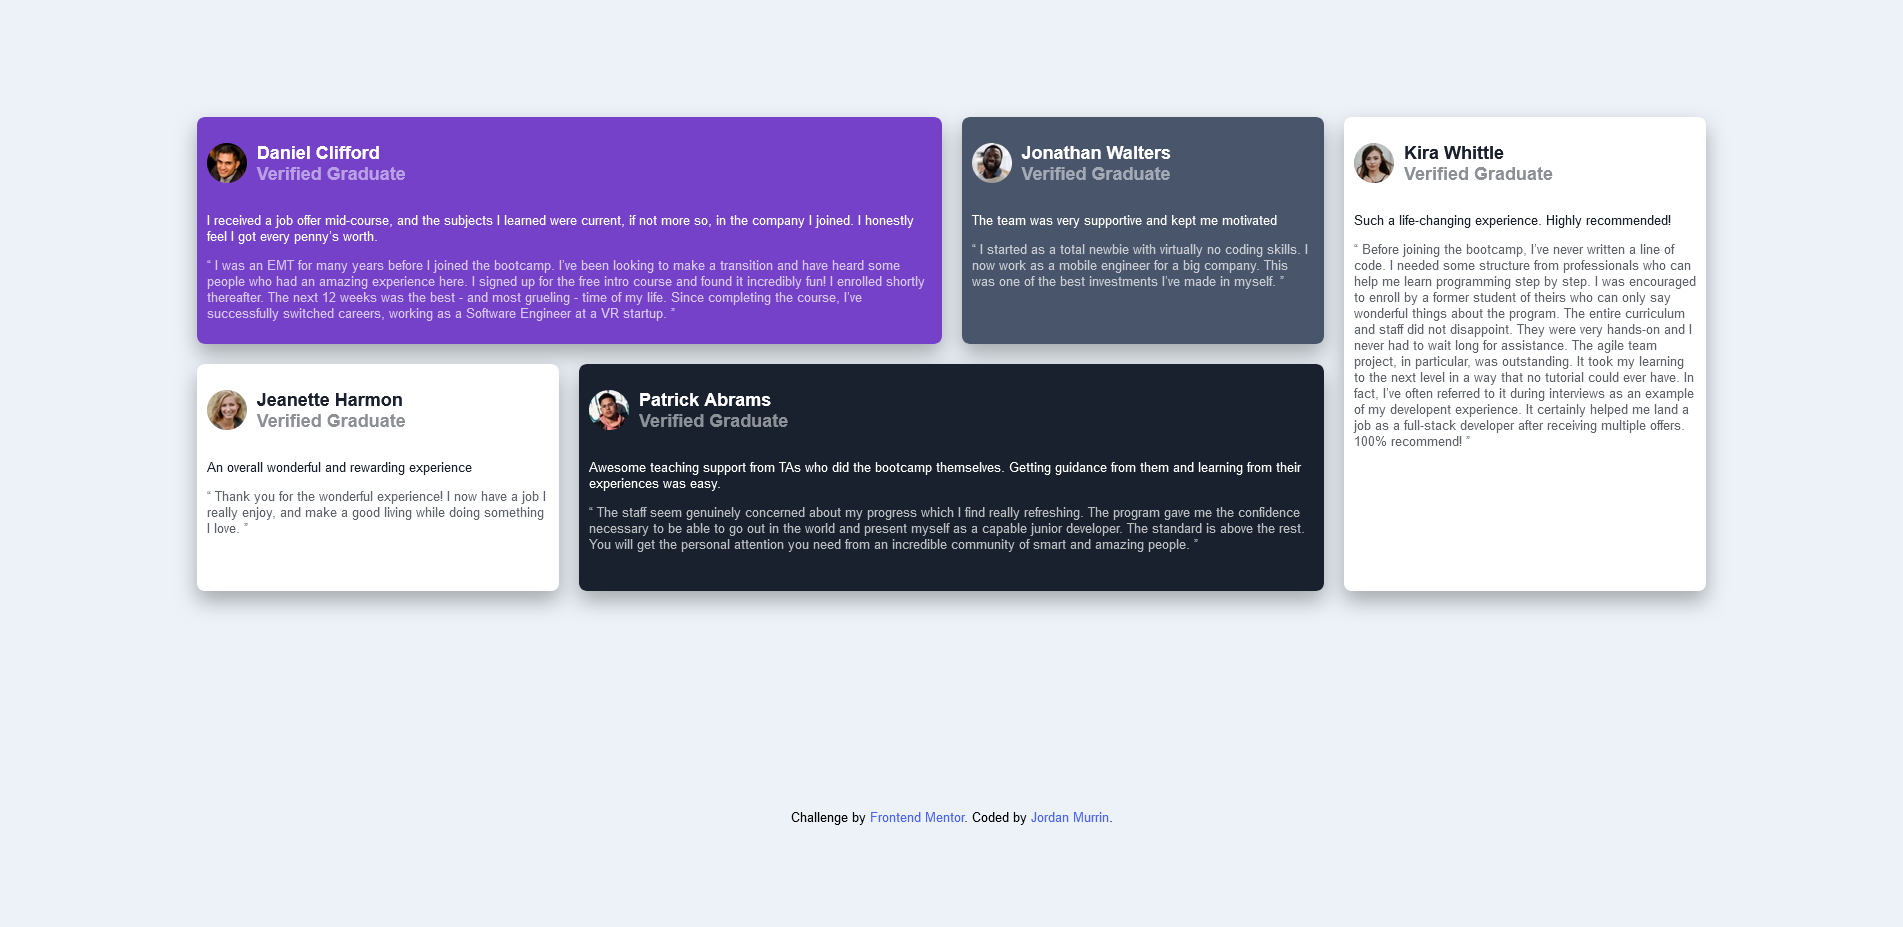 Daniel Clifford
Verified Graduate
I received a job offer mid-course, and the subjects I learned were current, if not more so, in the company I joined. I honestly
feel I got every penny’s worth.
“ I was an EMT for many years before I joined the bootcamp. I’ve been looking to make a transition and have heard some
people who had an amazing experience here. I signed up for the free intro course and found it incredibly fun! I enrolled shortly
thereafter. The next 12 weeks was the best - and most grueling - time of my life. Since completing the course, I’ve
successfully switched careers, working as a Software Engineer at a VR startup. ”
Jonathan Walters
Verified Graduate
The team was very supportive and kept me motivated
“ I started as a total newbie with virtually no coding skills. I
now work as a mobile engineer for a big company. This
was one of the best investments I’ve made in myself. ”
Kira Whittle
Verified Graduate
Such a life-changing experience. Highly recommended!
“ Before joining the bootcamp, I’ve never written a line of
code. I needed some structure from professionals who can
help me learn programming step by step. I was encouraged
to enroll by a former student of theirs who can only say
wonderful things about the program. The entire curriculum
and staff did not disappoint. They were very hands-on and I
never had to wait long for assistance. The agile team
project, in particular, was outstanding. It took my learning
to the next level in a way that no tutorial could ever have. In
fact, I’ve often referred to it during interviews as an example
of my developent experience. It certainly helped me land a
job as a full-stack developer after receiving multiple offers.
100% recommend! ”
Jeanette Harmon
Verified Graduate
An overall wonderful and rewarding experience
“ Thank you for the wonderful experience! I now have a job I
really enjoy, and make a good living while doing something
I love. ”
Patrick Abrams
Verified Graduate
Awesome teaching support from TAs who did the bootcamp themselves. Getting guidance from them and learning from their
experiences was easy.
“ The staff seem genuinely concerned about my progress which I find really refreshing. The program gave me the confidence
necessary to be able to go out in the world and present myself as a capable junior developer. The standard is above the rest.
You will get the personal attention you need from an incredible community of smart and amazing people. ”
Challenge by Frontend Mentor. Coded by Jordan Murrin.